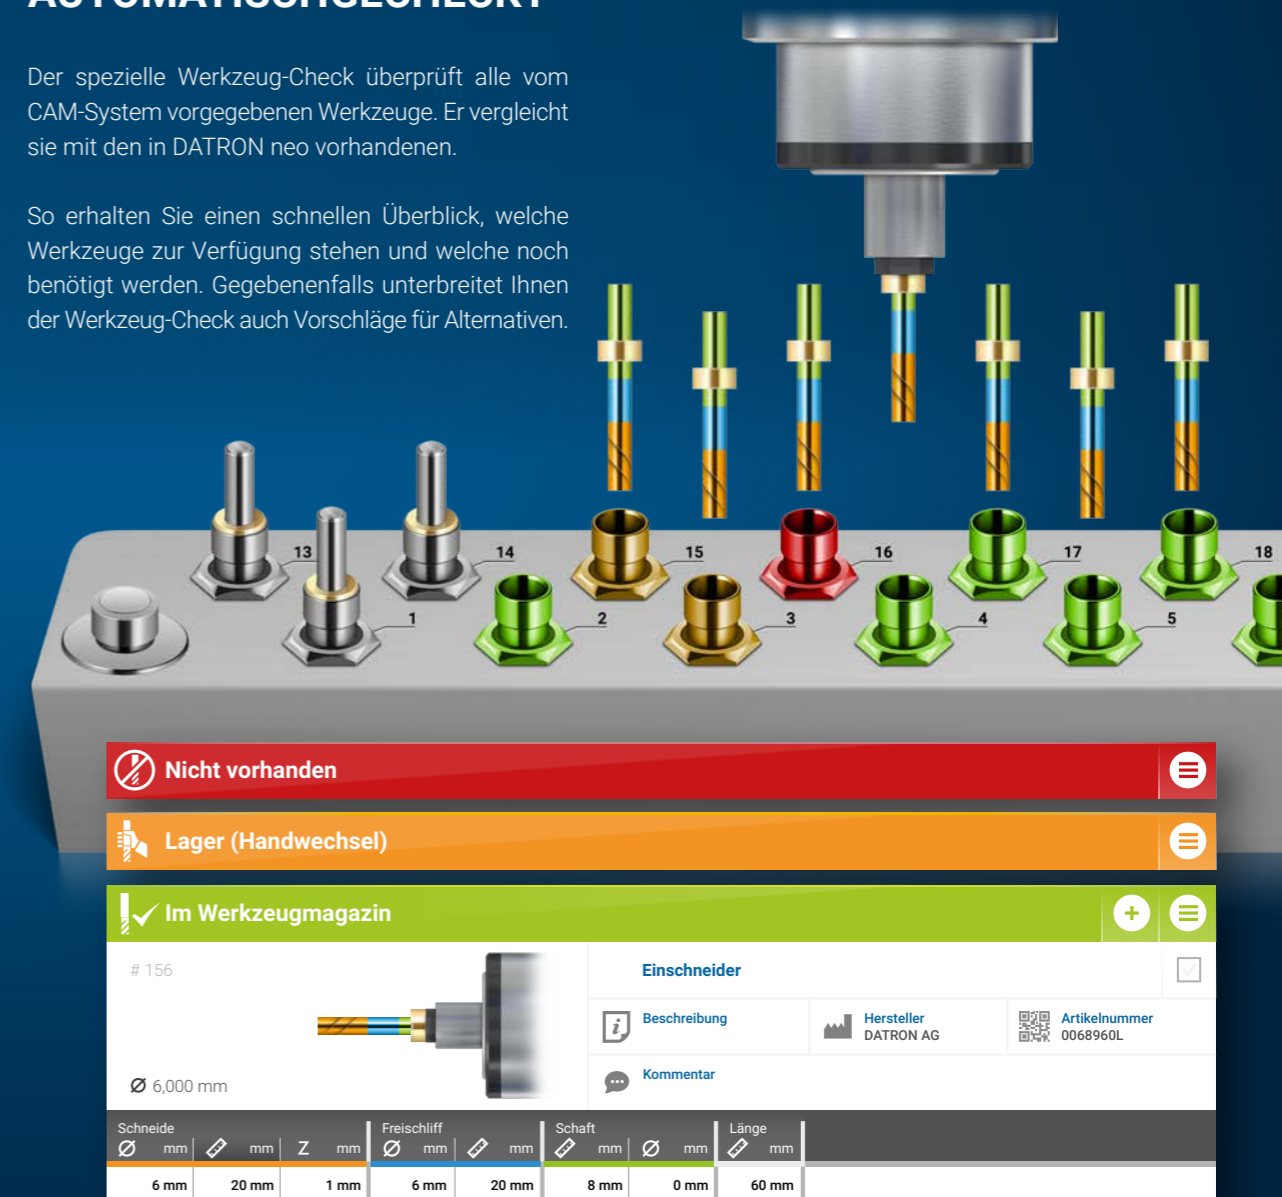 AUTOMATISCHGECHECKT
Der spezielle Werkzeug-Check überprüft alle vom
CAM-System vorgegebenen Werkzeuge. Er vergleicht
sie mit den in DATRON neo vorhandenen.
So erhalten Sie einen schnellen Überblick, welche
Werkzeuge zur Verfügung stehen und welche noch
benötigt werden. Gegebenenfalls unterbreitet Ihnen
der Werkzeug-Check auch Vorschläge für Alternativen.
13 14 15 16 17 18
1 2 3 4 5
Nicht vorhanden
Lager (Handwechsel)
Im Werkzeugmagazin
# 156
Einschneider
Beschreibung
Hersteller
DATRON AG
Artikelnummer
0068960L
Ø 6,000 mm
Kommentar
Schneide Freischliff Schaft Länge
Ø mm mm Z mm Ø mm mm mm Ø mm mm
6 mm 20 mm 1 mm 6 mm 20 mm 8 mm 0 mm 60 mm